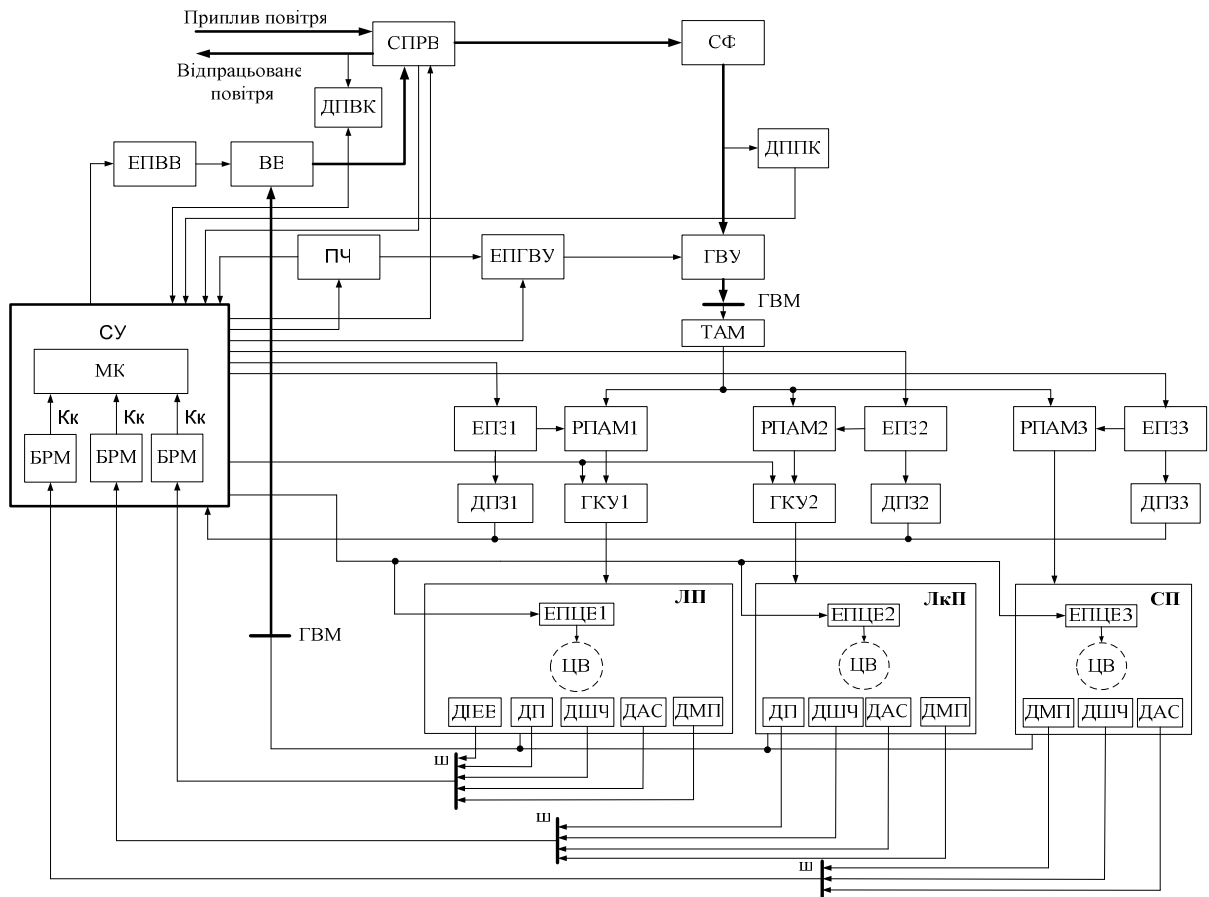 Приплив повітря
СПРВ
СФ
Відпрацьоване
повітря
ДПВК
ДППК
ЕПВВ
ВВ
ПЧ
ЕПГВУ
ГВУ
ГВМ
ТАМ
СУ
МК
Кк
Кк
Кк
БРМ
БРМ
БРМ
ЕПЗ1
РПАМ1
РПАМ2
ЕПЗ2
РПАМ3
ЕПЗ3
ДПЗ1
ГКУ1
ГКУ2
ДПЗ2
ДПЗ3
ЛП
ЛкП
СП
ЕПЦЕ1
ЕПЦЕ2
ЕПЦЕ3
ГВМ
ЦВ
ЦВ
ЦВ
ДІЕЕ
ДП
ДШЧ
ДАС
ДМП
ДП
ДШЧ
ДАС
ДМП
ДМП
ДШЧ
ДАС
Ш
Ш
Ш